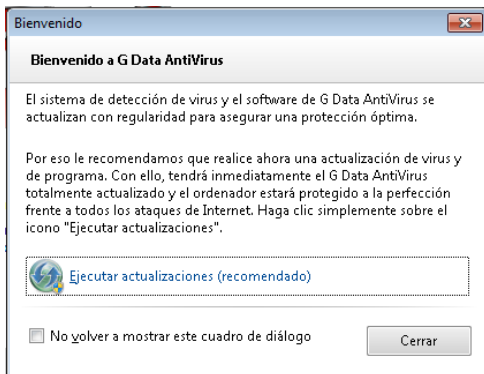 Bienvenido
Bienvenido a G Data AntiVirus
El sistema de detección de virus y el software de G Data AntiVirus se
actualizan con regularidad para asegurar una protección óptima.
Por eso le recomendamos que realice ahora una actualización de virus y
de programa. Con ello, tendrá inmediatamente el G Data AntiVirus
totalmente actualizado y el ordenador estará protegido a la perfección
frente a todos los ataques de Internet. Haga clic simplemente sobre el
icono "Ejecutar actualizaciones".
Ejecutar actualizaciones (recomendado)
No volver a mostrar este cuadro de diálogo
Cerrar